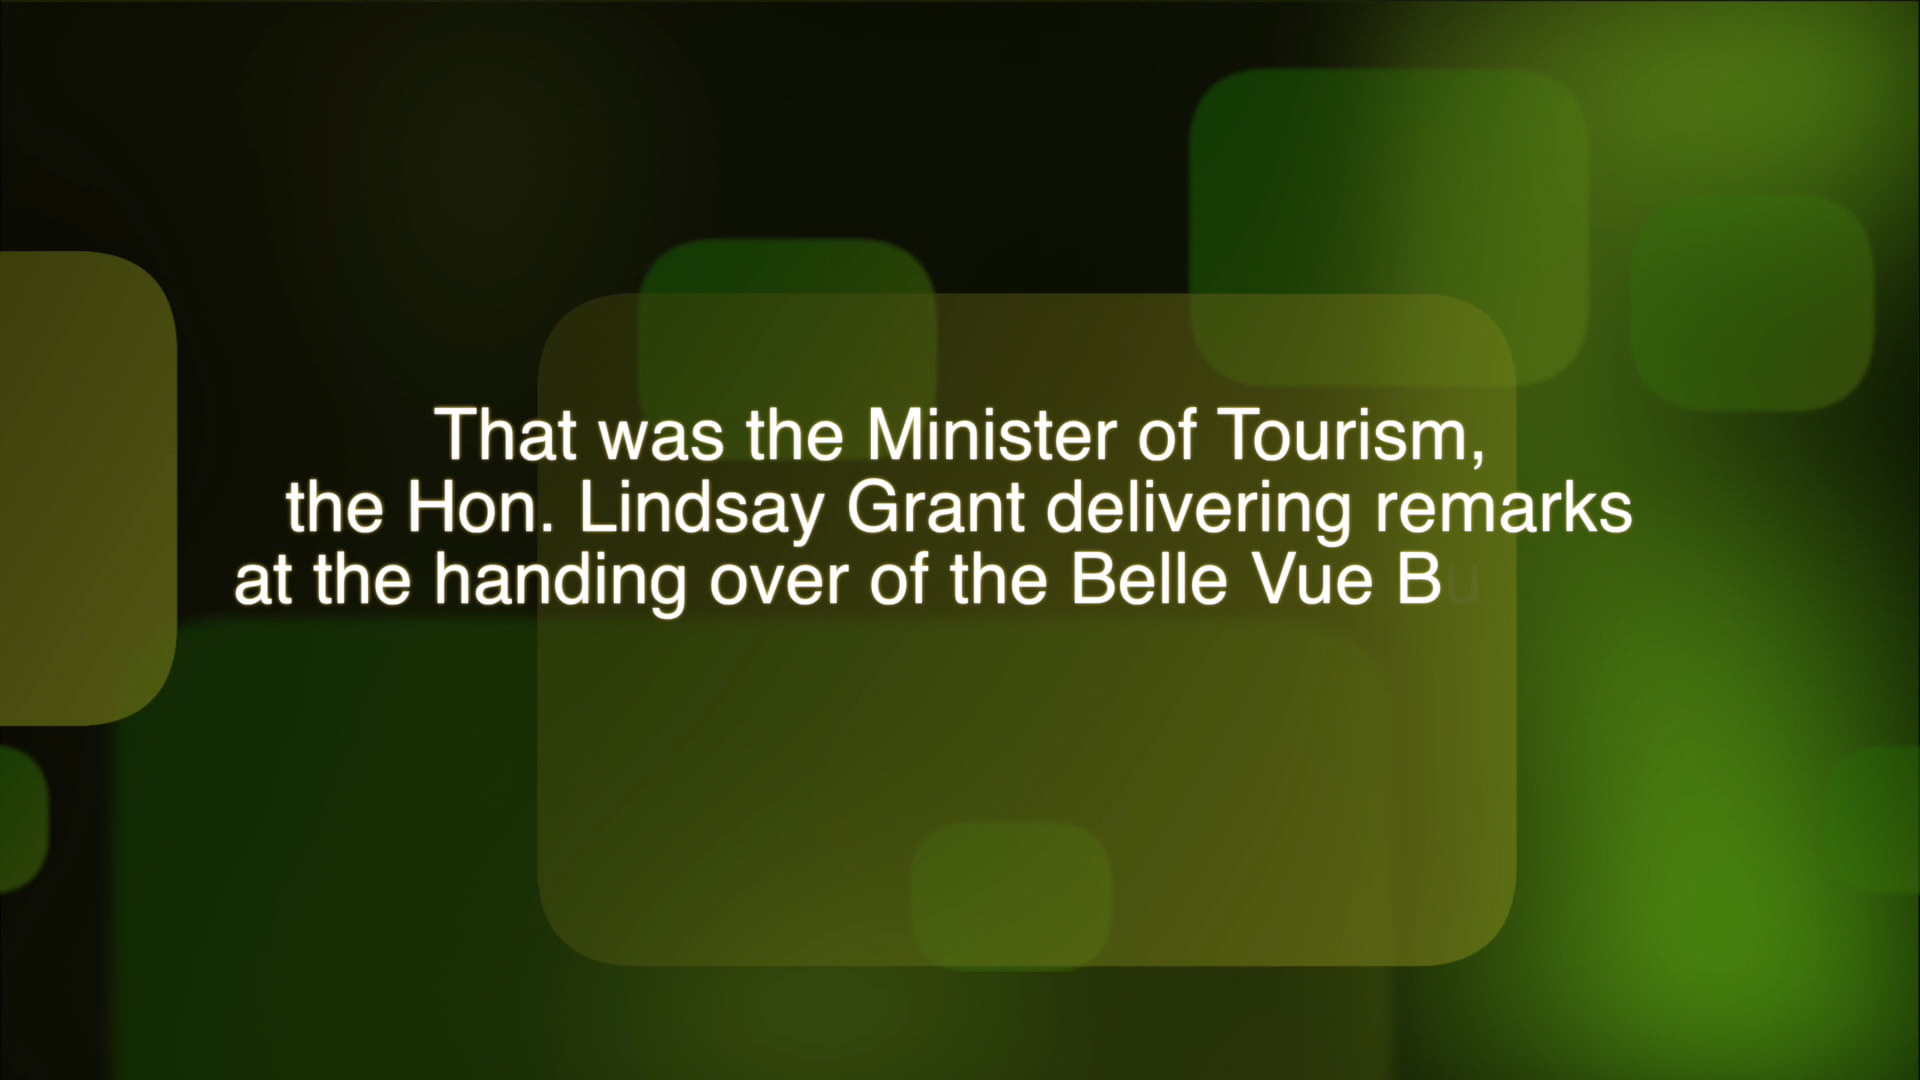 That was the Minister of Tourism,
the Hon. Lindsay Grant delivering remarks
at the handing over of the Belle Vue Bu